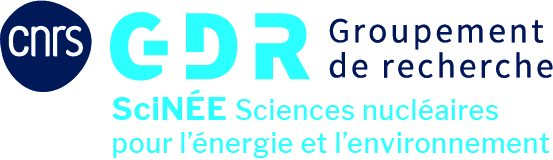 cnrs
GDR
Groupement
de recherche
SciNÉE Sciences nucléaires
pour l'énergie et l'environnement